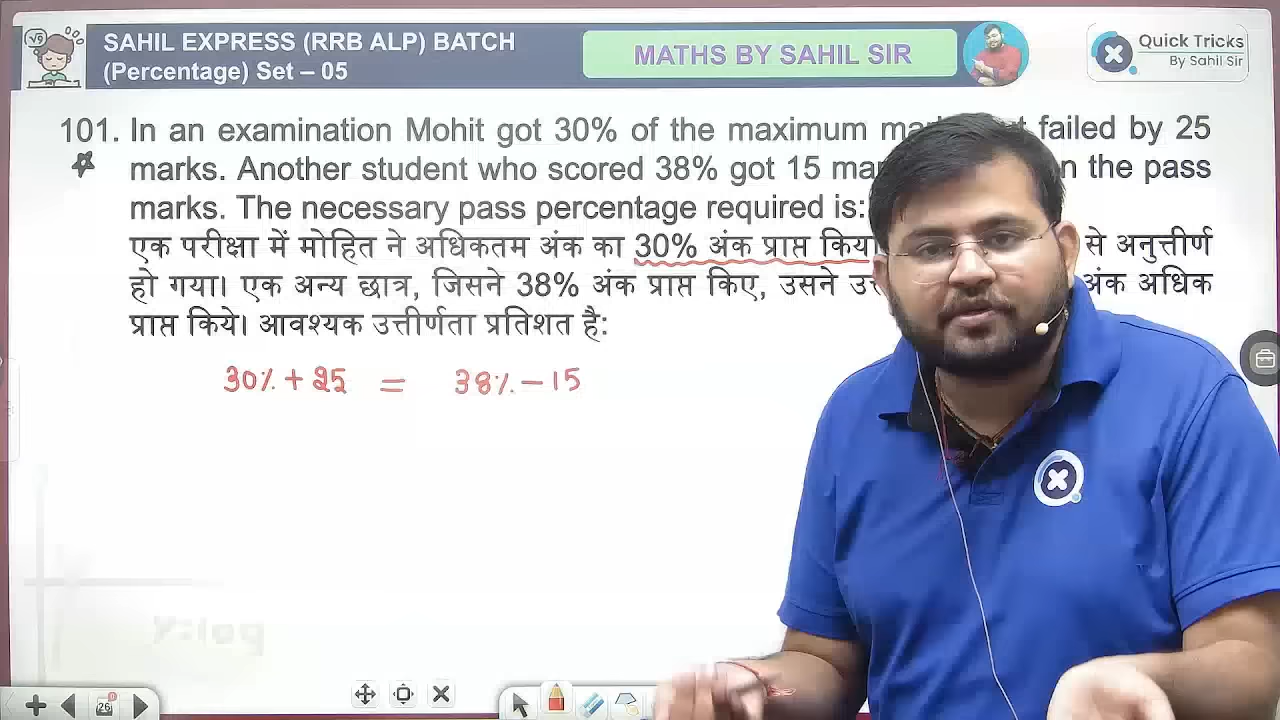 SAHIL EXPRESS (RRB ALP) BATCH
(Percentage) Set – 05
MATHS BY SAHIL SIR
Quick Tricks
By Sahil Sir
101. In an examination Mohit got 30% of the maximum failed by 25
marks. Another student who scored 38% got 15 the pass
marks. The necessary pass percentage required is:
एक परीक्षा में मोहित ने अधिकतम अंक का 30% अंक प्राप्त किया से अनुत्तीर्ण
हो गया। एक अन्य छात्र, जिसने 38% अंक प्राप्त किए, उसने अंक अधिक
प्राप्त किये। आवश्यक उत्तीर्णता प्रतिशत है:
30% + 25 = 38% – 15
26